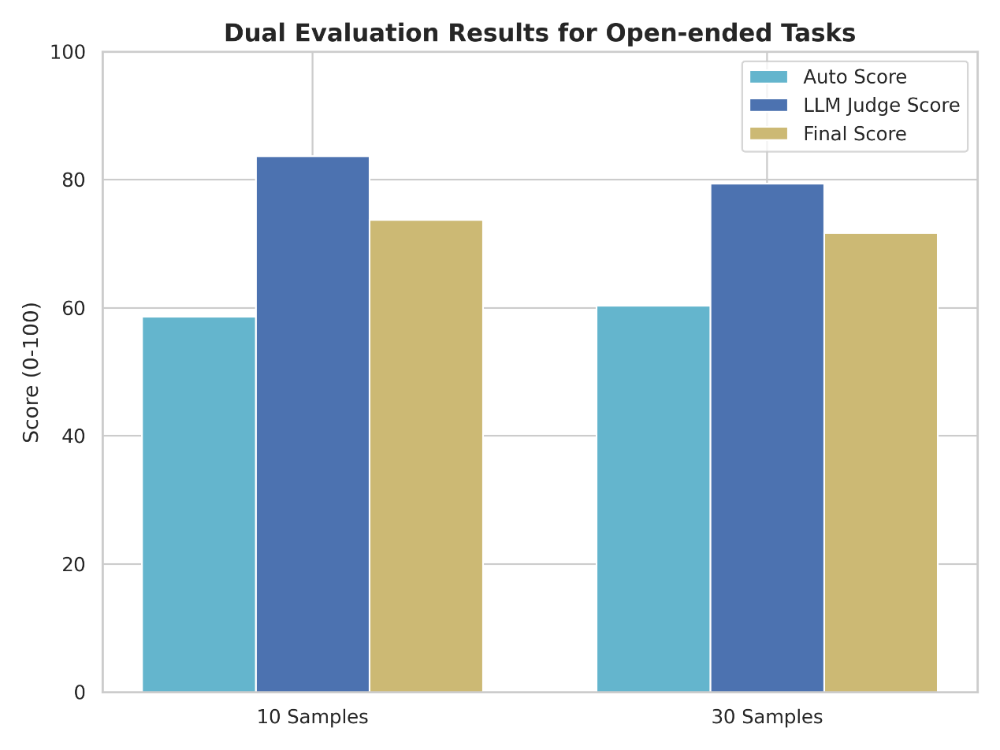 Dual Evaluation Results for Open-ended Tasks
Auto Score
LLM Judge Score
Final Score
Score (0-100)
100
80
60
40
20
0
10 Samples
30 Samples